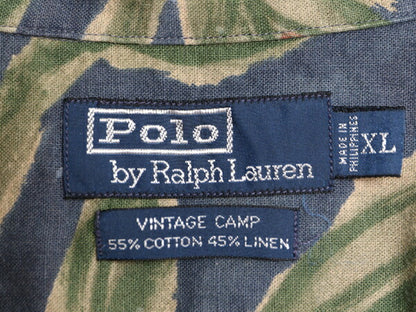 Polo
by Ralph Lauren
MADE IN
PHILIPPINES
XL
VINTAGE CAMP
55% COTTON 45% LINEN